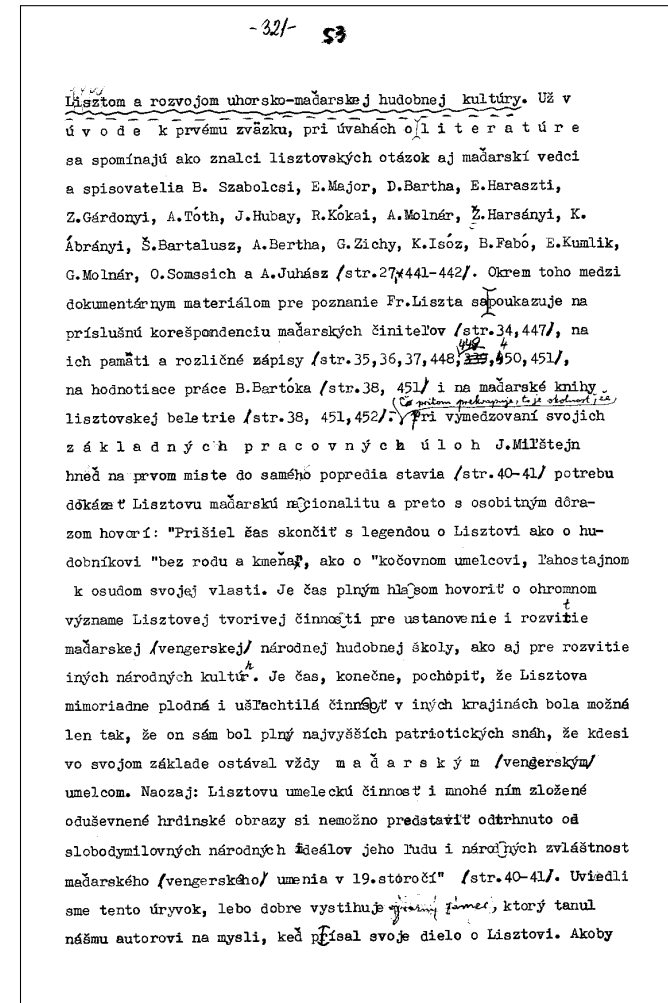 -321-
53
Lisztom a rozvojom uhorsko-maďarskej hudobnej kultúry. Už v
ú v o d e k prvému zväzku, pri úvahách o l i t e r a t ú r e
sa spomínajú ako znalci lisztovských otázok aj maďarskí vedci
a spisovatelia B. Szabolcsi, E.Major, D.Bartha, E.Haraszti,
Z.Gárdonyi, A.Tóth, J.Hubay, R.Kókai, A.Molnár, Ž.Harsányi, K.
Ábrányi, Š.Bartalusz, A.Bertha, G.Zichy, K.Isóz, B.Fabó, E.Kumlik,
G.Molnár, O.Somssich a A.Juhász /str.27, 441-442/. Okrem toho medzi
dokumentárnym materiálom pre poznanie Fr.Liszta sa poukazuje na
príslušnú korešpondenciu maďarských činiteľov /str.34,447/, na
ich pamäti a rozličné zápisy /str.35,36,37,448, 449, 450, 451/,
na hodnotiace práce B.Bartóka /str.38, 451/ i na maďarské knihy
lisztovskej beletrie /str.38, 451,452/. Čo pritom prekvapuje, to je okolnosť, že Pri vymedzovaní svojich
z á k l a d n ý c h p r a c o v n ý c h ú l o h J.Miľštejn
hneď na prvom mieste do samého popredia stavia /str.40-41/ potrebu
dokázať Lisztovu maďarskú nacionalitu a preto s osobitným dôra-
zom hovorí: "Prišiel čas skončiť s legendou o Lisztovi ako o hu-
dobníkovi "bez rodu a kmeňa", ako o "kočovnom umelcovi, ľahostajnom
k osudom svojej vlasti. Je čas plným hlasom hovoriť o ohromnom
význame Lisztovej tvorivej činnosti pre ustanovenie i rozvitie
maďarskej /vengerskej/ národnej hudobnej školy, ako aj pre rozvitie
iných národných kultúr. Je čas, konečne, pochopiť, že Lisztova
mimoriadne plodná i ušľachtilá činnosť v iných krajinách bola možná
len tak, že on sám bol plný najvyšších patriotických snáh, že kdesi
vo svojom základe ostával vždy m a ď a r s k ý m /vengerským/
umelcom. Naozaj: Lisztovu umeleckú činnosť i mnohé ním zložené
oduševnené hrdinské obrazy si nemožno predstaviť odtrhnuto od
slobodymilovných národných ideálov jeho ľudu i národných zvláštnost
maďarského /vengerského/ umenia v 19.storočí" /str.40-41/. Uviedli
sme tento úryvok, lebo dobre vystihuje zámer, ktorý tanul
nášmu autorovi na mysli, keď písal svoje dielo o Lisztovi. Akoby